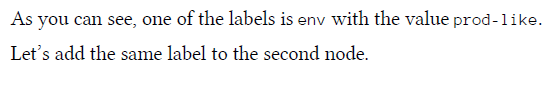 As you can see, one of the labels is env with the value prod-like.
Let’s add the same label to the second node.